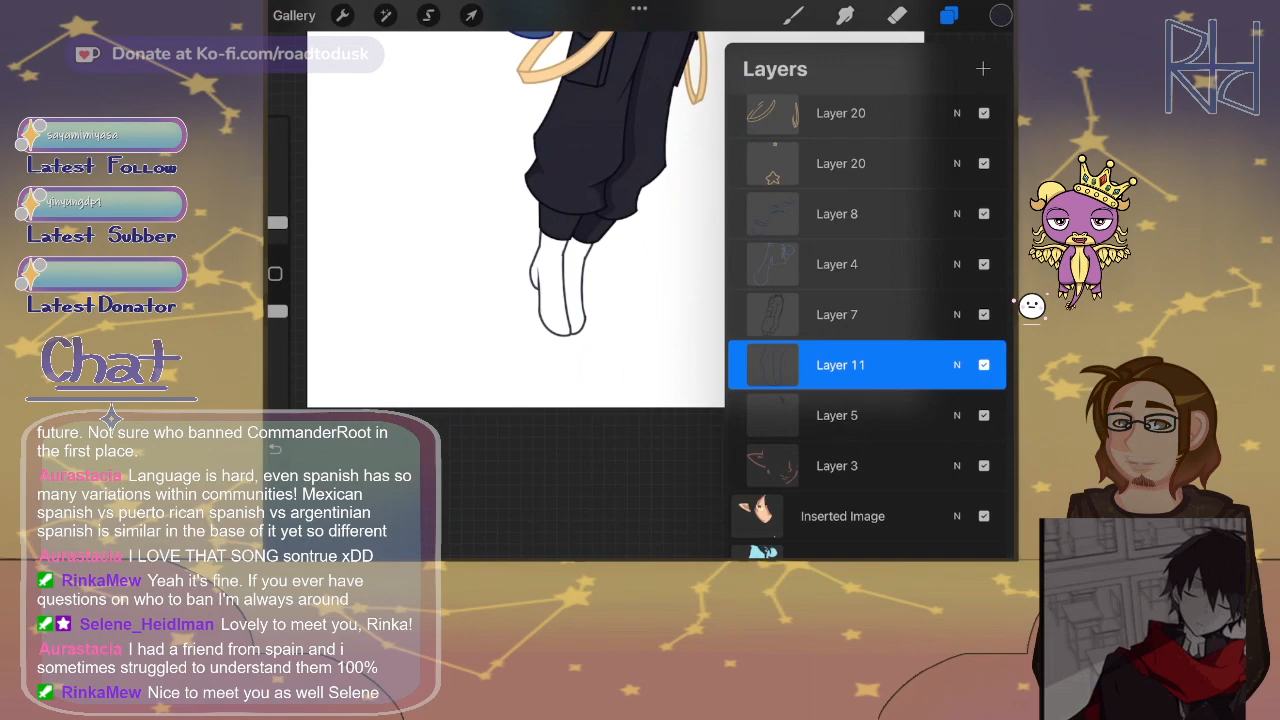 Gallery
Donate at Ko-fi.com/roadtodusk
sayamimiyasa
Latest Follow
yinyangdp1
Latest Subber
Latest Donator
Chat
future. Not sure who banned CommanderRoot in
the first place.
Aurastacia Language is hard, even spanish has so
many variations within communities! Mexican
spanish vs puerto rican spanish vs argentinian
spanish is similar in the base of it yet so different
Aurastacia I LOVE THAT SONG sontrue xDD
RinkaMew Yeah it's fine. If you ever have
questions on who to ban I'm always around
Selene_Heidlman Lovely to meet you, Rinka!
Aurastacia I had a friend from spain and i
sometimes struggled to understand them 100%
RinkaMew Nice to meet you as well Selene
Layers
Layer 20 N
Layer 20 N
Layer 8 N
Layer 4 N
Layer 7 N
Layer 11 N
Layer 5 N
Layer 3 N
Inserted Image N